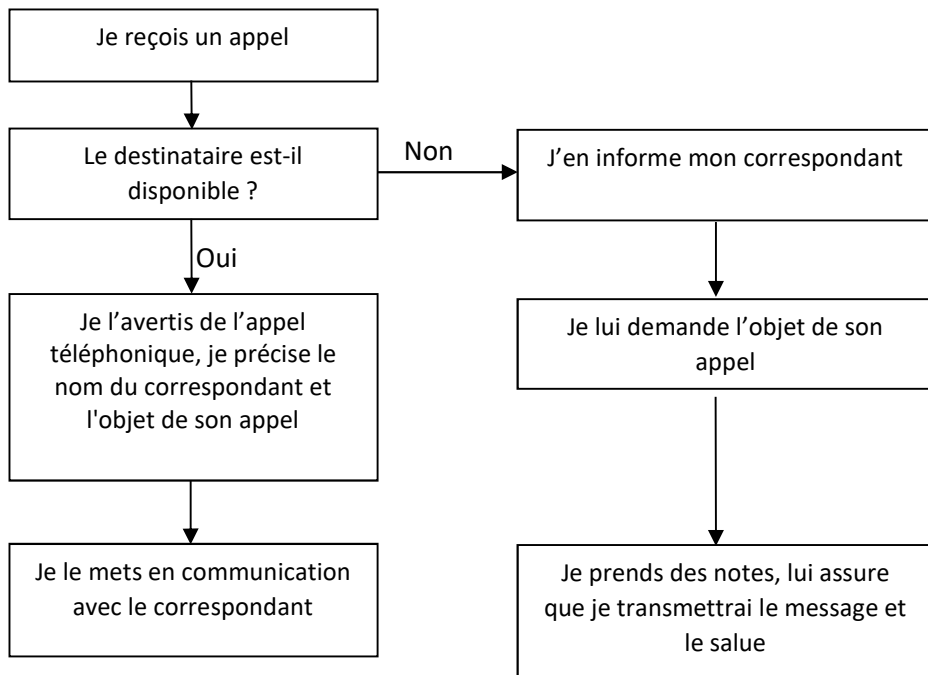 Je reçois un appel
Le destinataire est-il
disponible ?
Non
J’en informe mon correspondant
Oui
Je l’avertis de l’appel
téléphonique, je précise le
nom du correspondant et
l'objet de son appel
Je lui demande l’objet de son
appel
Je le mets en communication
avec le correspondant
Je prends des notes, lui assure
que je transmettrai le message et
le salue